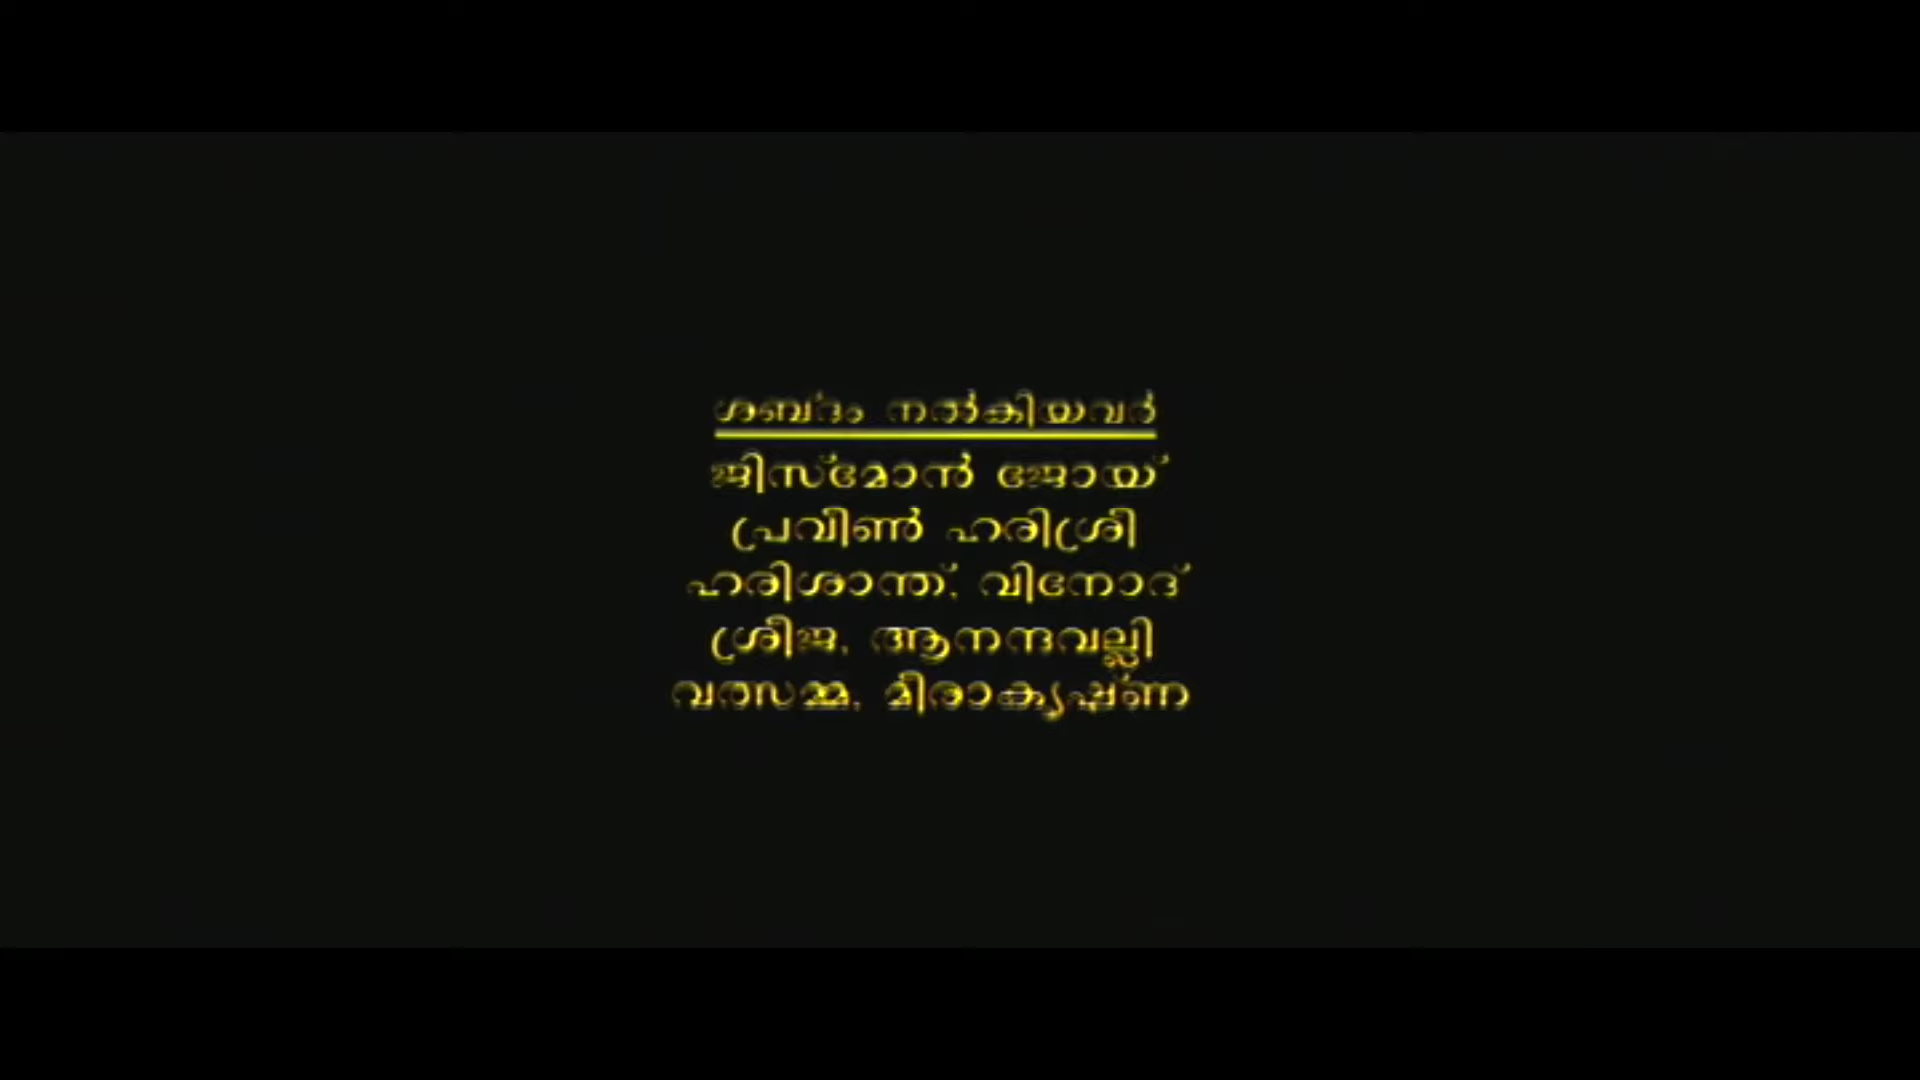 ശബ്ദം നൽകിയവർ
ജിസ്മോൻ ജോയ്
പ്രവീൺ ഹരിശ്രീ
ഹരിശാന്ത്, വിനോദ്
ശ്രീജ, ആനന്ദവല്ലി
വത്സമ്മ, മീരാകൃഷ്ണ